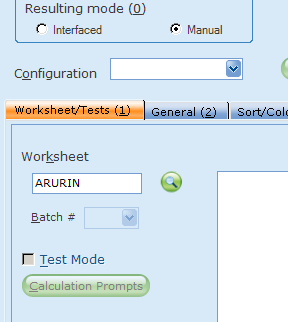 Resulting mode (0)
Interfaced Manual
Configuration
Worksheet/Tests (1) General (2) Sort/Colo
Worksheet
ARURIN
Batch #
Test Mode
Calculation Prompts